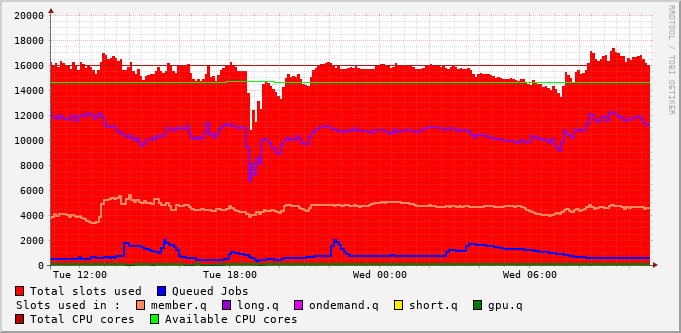 20000
18000
16000
14000
12000
10000
8000
6000
4000
2000
0
Tue 12:00 Tue 18:00 Wed 00:00 Wed 06:00
RRDTOOL / TOBI OETIKER
Total slots used Queued Jobs
Slots used in : member.q long.q ondemand.q short.q gpu.q
Total CPU cores Available CPU cores